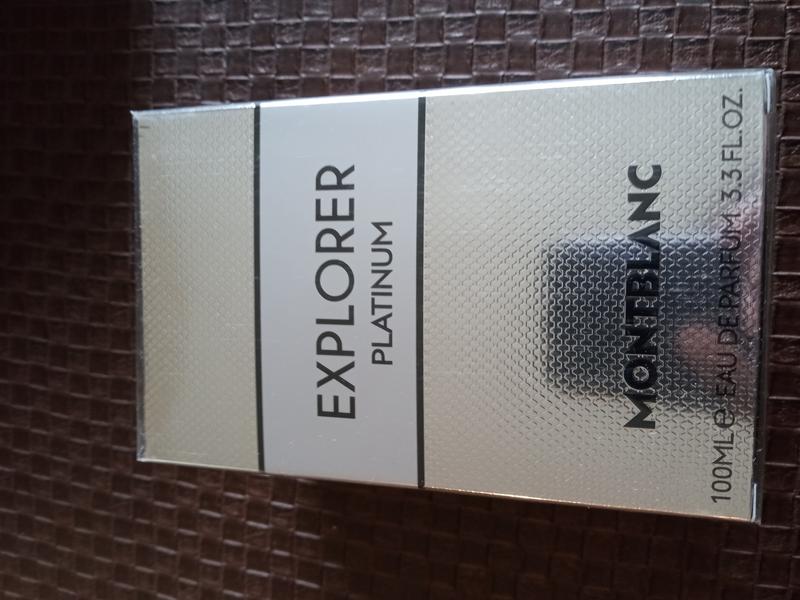 EXPLORER
PLATINUM
MONTBLANC
100ML℮ EAU DE PARFUM 3.3 FL.OZ.